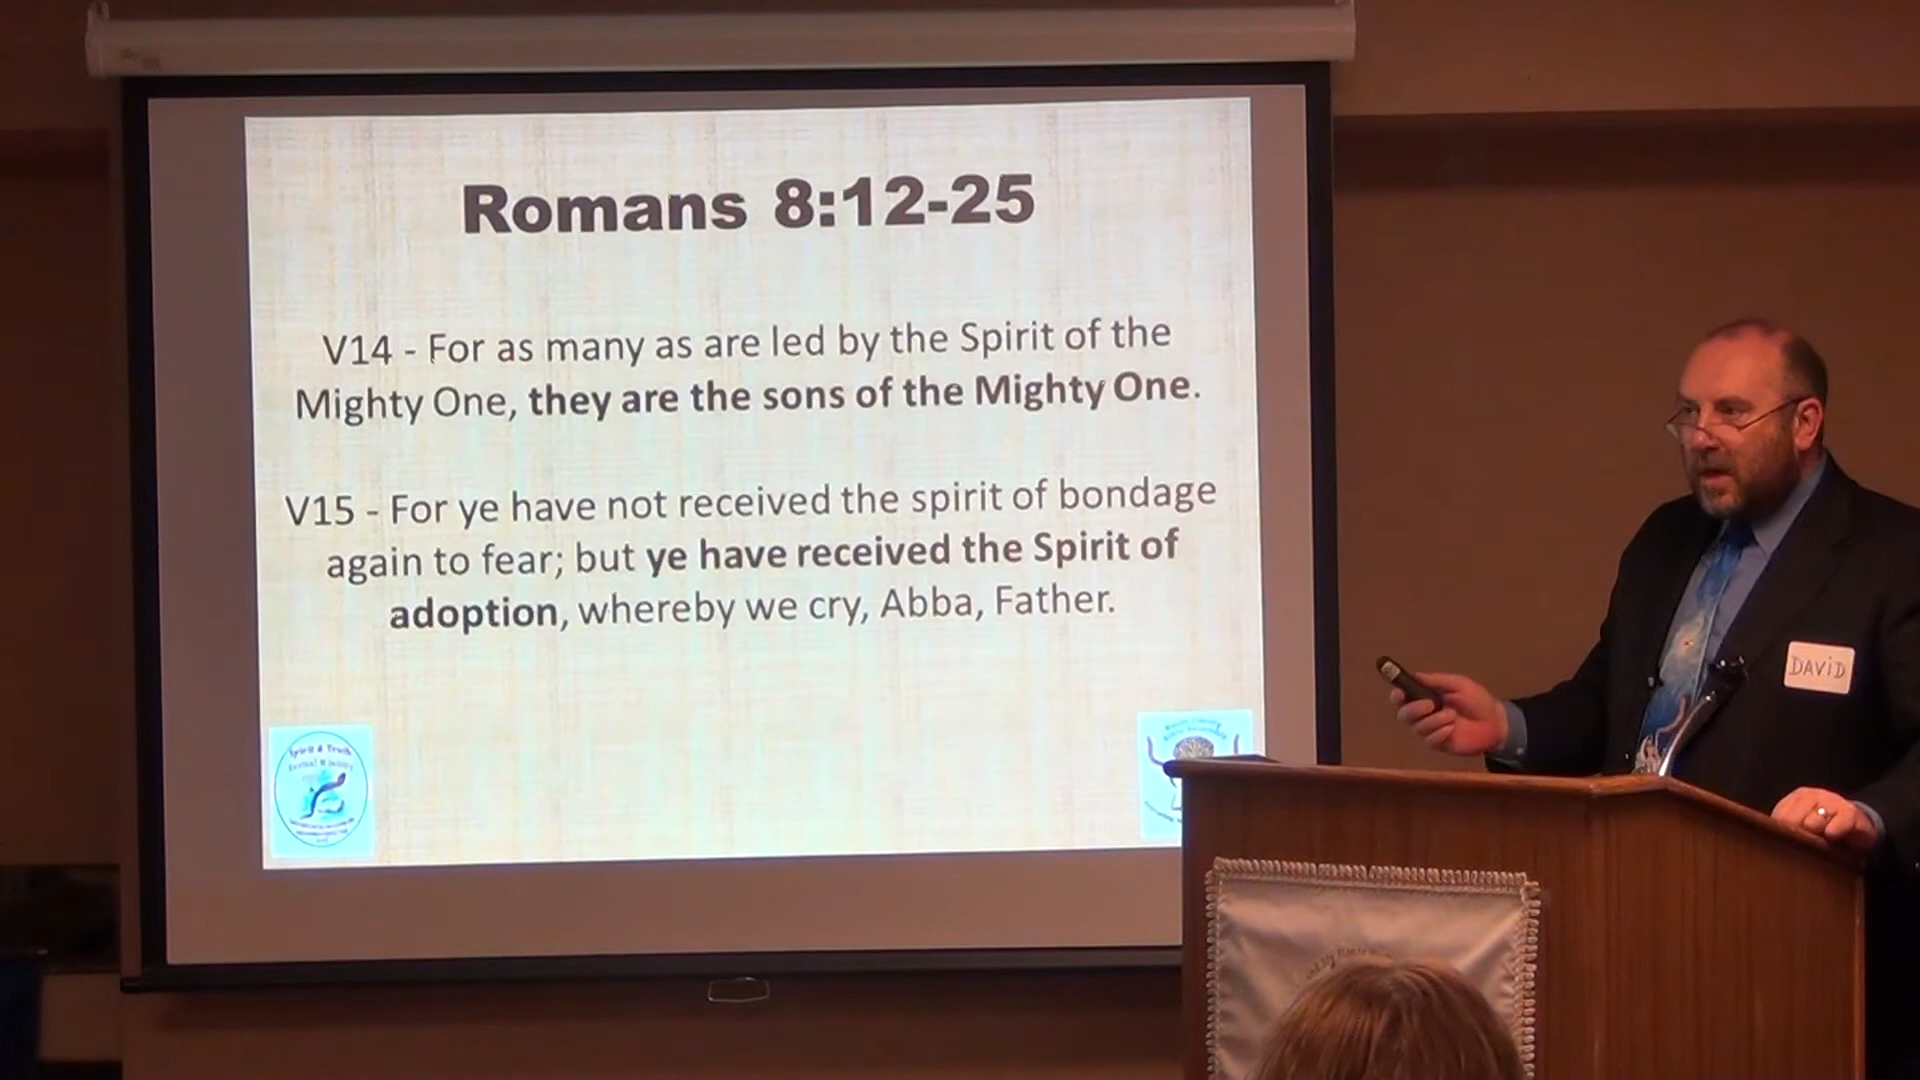 Romans 8:12-25
V14 - For as many as are led by the Spirit of the
Mighty One, they are the sons of the Mighty One.
V15 - For ye have not received the spirit of bondage
again to fear; but ye have received the Spirit of
adoption, whereby we cry, Abba, Father.
Spirit & Truth
DAVID